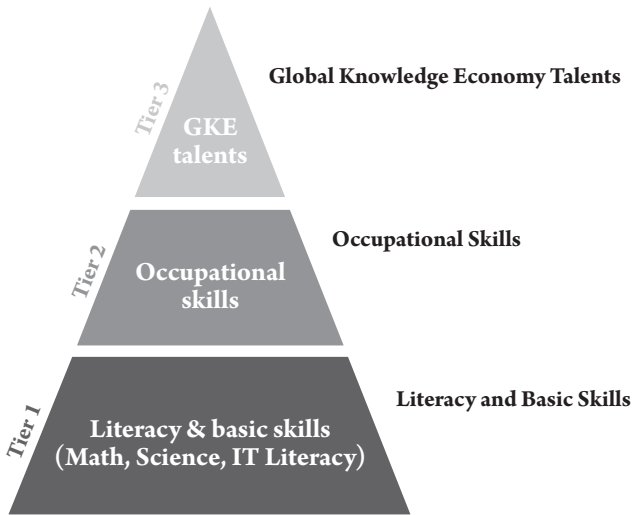 Global Knowledge Economy Talents
Tier 3
GKE
talents
Occupational Skills
Tier 2
Occupational
skills
Literacy and Basic Skills
Tier 1
Literacy & basic skills
(Math, Science, IT Literacy)